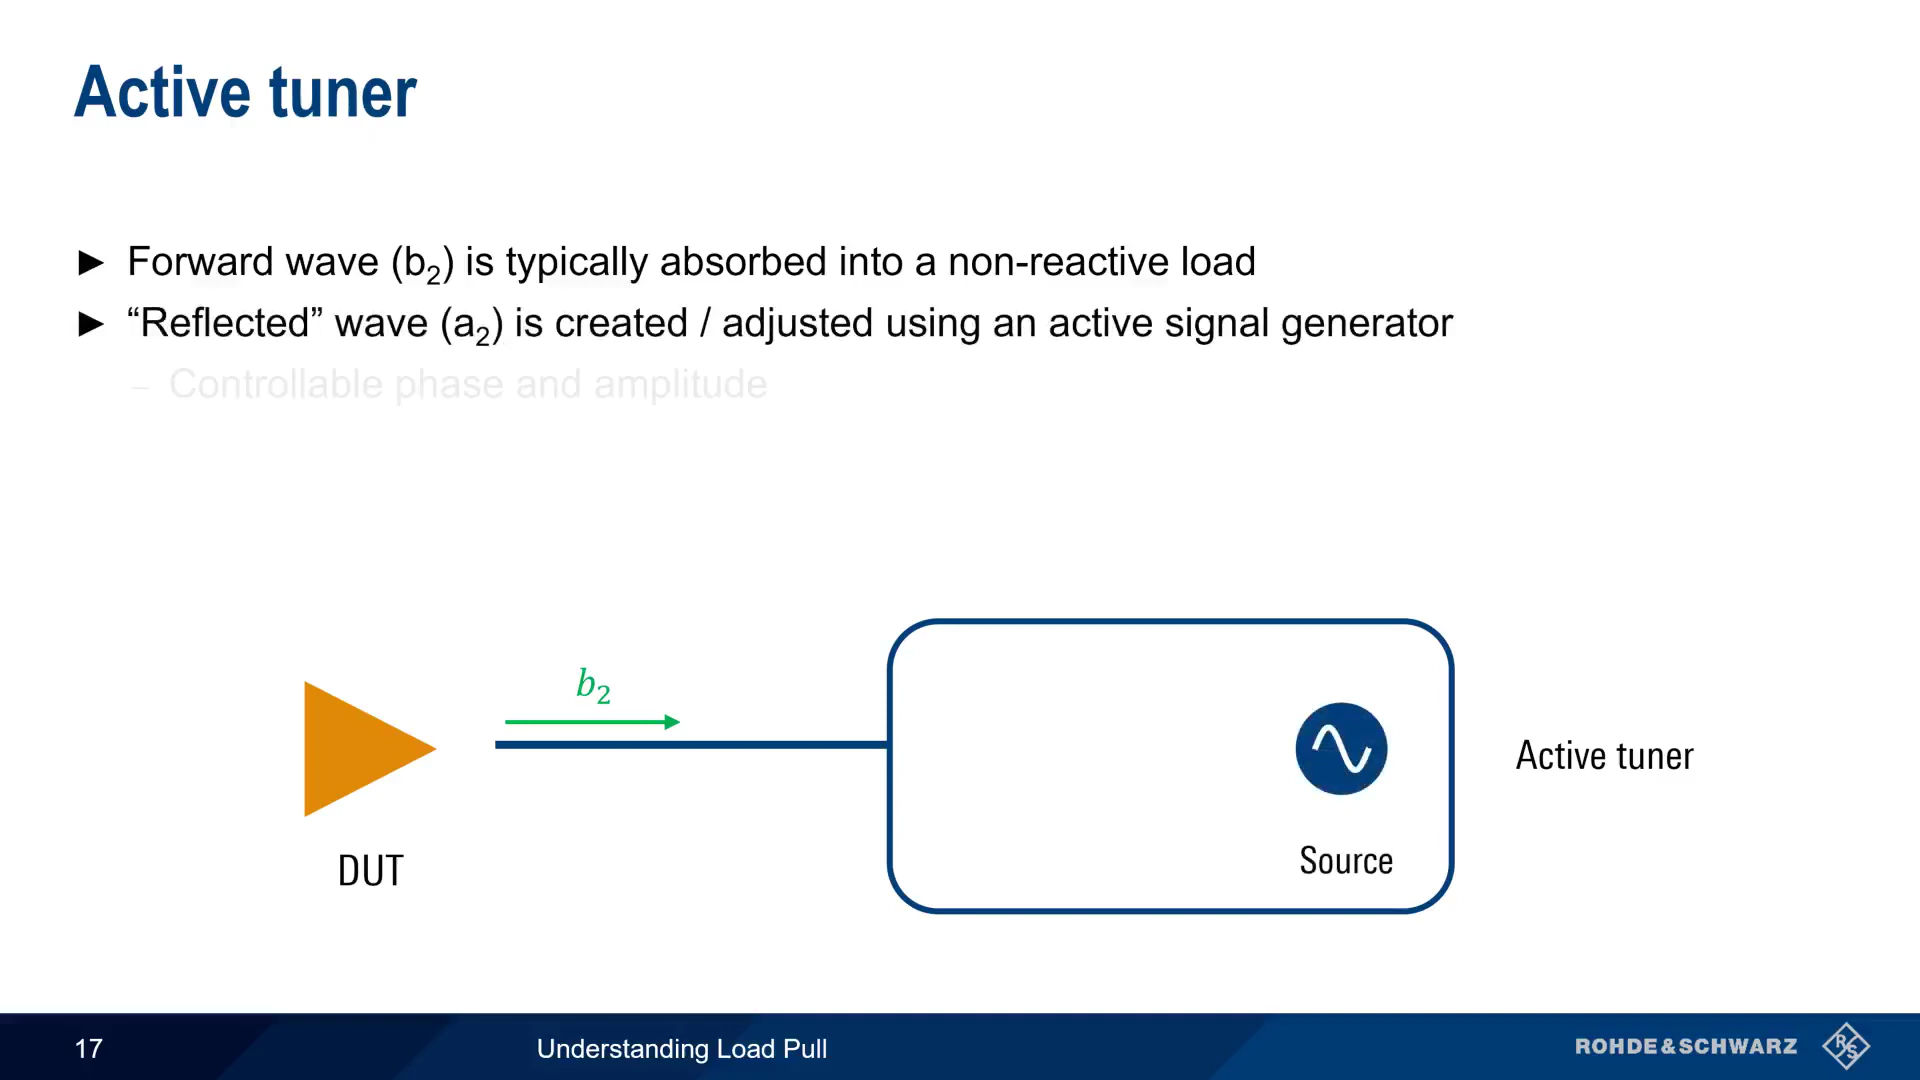 Active tuner
► Forward wave (b₂) is typically absorbed into a non-reactive load
► “Reflected” wave (a₂) is created / adjusted using an active signal generator
– Controllable phase and amplitude
b₂
Active tuner
Source
DUT
17
Understanding Load Pull
ROHDE&SCHWARZ
R&S